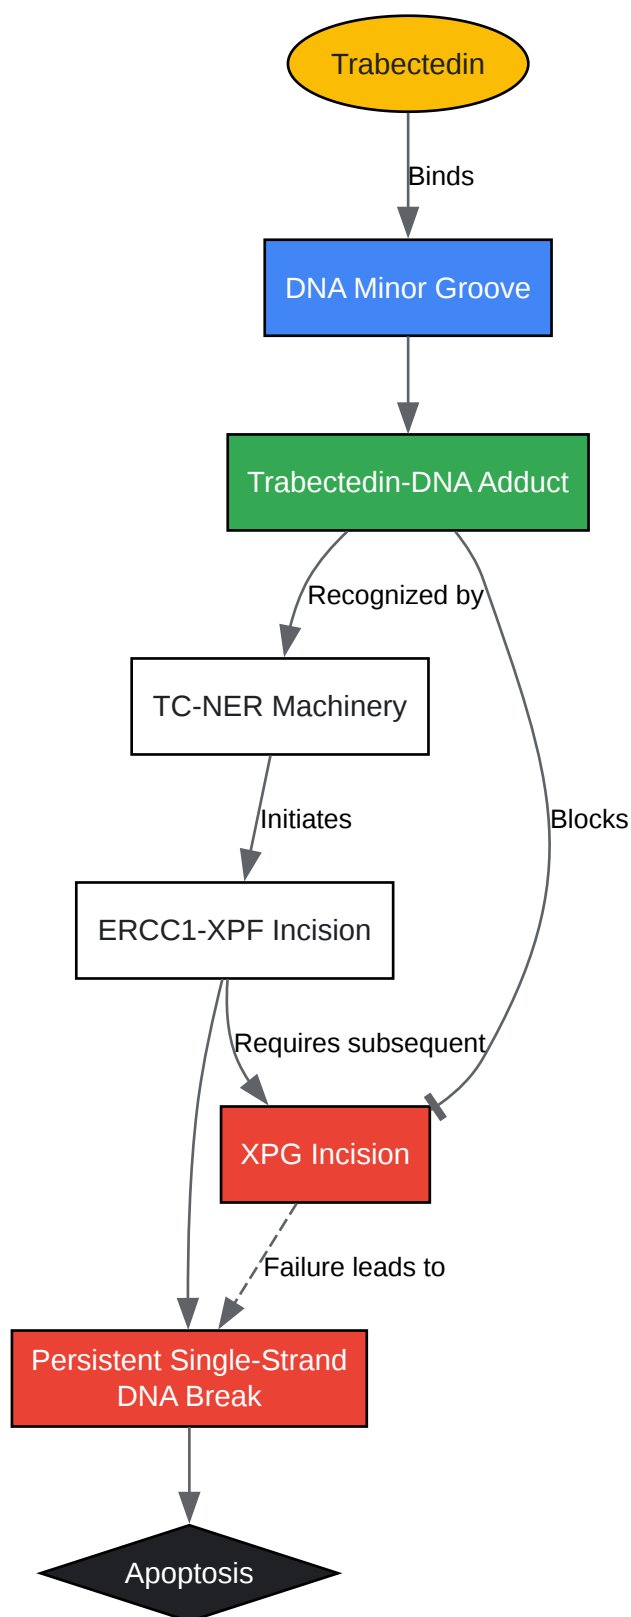 Trabectedin
Binds
DNA Minor Groove
Trabectedin-DNA Adduct
Recognized by
TC-NER Machinery
Initiates
Blocks
ERCC1-XPF Incision
Requires subsequent
XPG Incision
Failure leads to
Persistent Single-Strand
DNA Break
Apoptosis